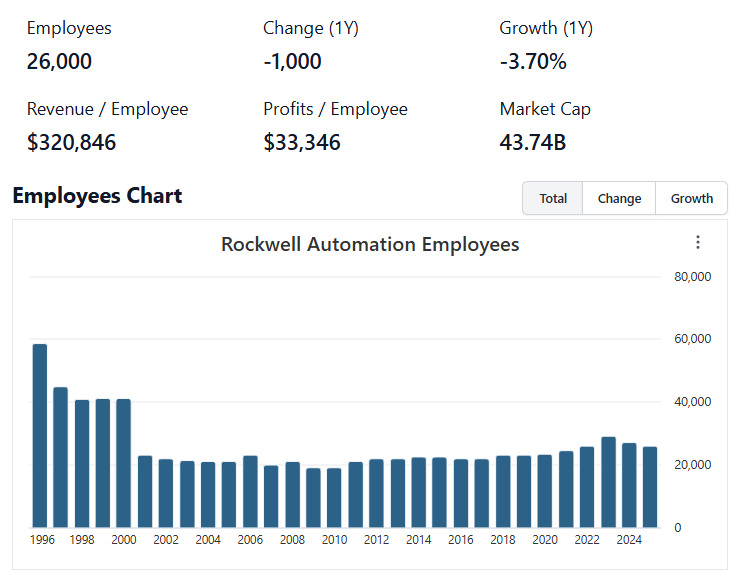 Employees Change (1Y) Growth (1Y)
26,000 -1,000 -3.70%
Revenue / Employee Profits / Employee Market Cap
$320,846 $33,346 43.74B
Employees Chart Total Change Growth
Rockwell Automation Employees
80,000
60,000
40,000
20,000
0
1996 1998 2000 2002 2004 2006 2008 2010 2012 2014 2016 2018 2020 2022 2024